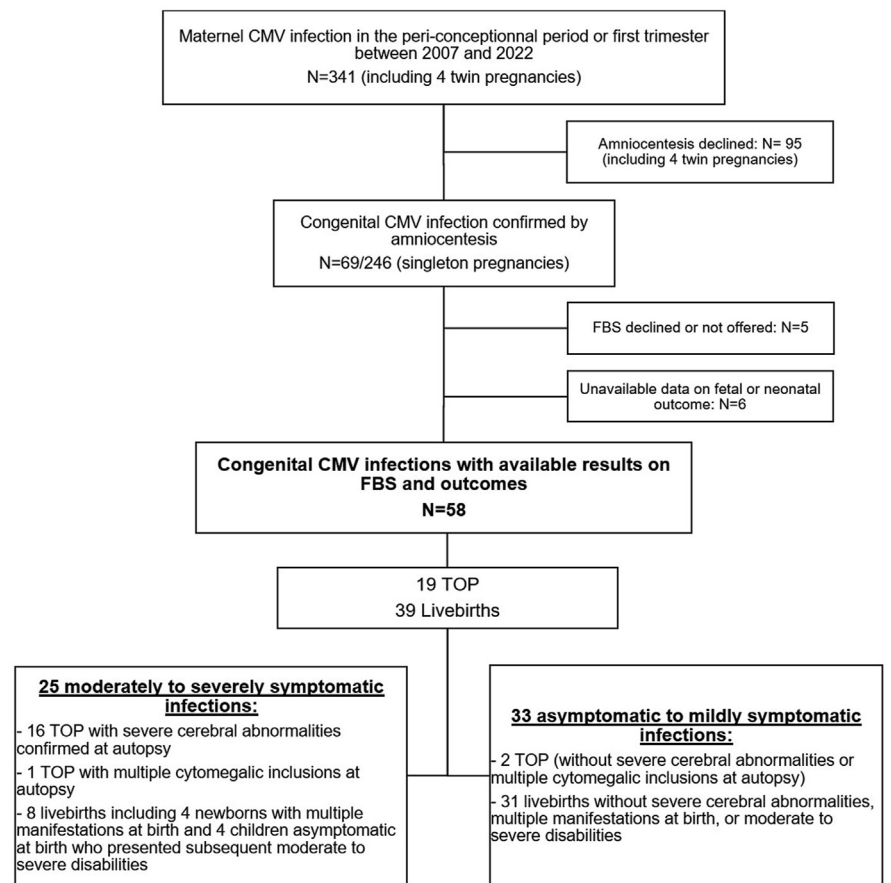 Maternel CMV infection in the peri-conceptionnal period or first trimester
between 2007 and 2022
N=341 (including 4 twin pregnancies)
Amniocentesis declined: N= 95
(including 4 twin pregnancies)
Congenital CMV infection confirmed by
amniocentesis
N=69/246 (singleton pregnancies)
FBS declined or not offered: N=5
Unavailable data on fetal or neonatal
outcome: N=6
Congenital CMV infections with available results on
FBS and outcomes
N=58
19 TOP
39 Livebirths
25 moderately to severely symptomatic
infections:
- 16 TOP with severe cerebral abnormalities
confirmed at autopsy
- 1 TOP with multiple cytomegalic inclusions at
autopsy
- 8 livebirths including 4 newborns with multiple
manifestations at birth and 4 children asymptomatic
at birth who presented subsequent moderate to
severe disabilities
33 asymptomatic to mildly symptomatic
infections:
- 2 TOP (without severe cerebral abnormalities or
multiple cytomegalic inclusions at autopsy)
- 31 livebirths without severe cerebral abnormalities,
multiple manifestations at birth, or moderate to
severe disabilities